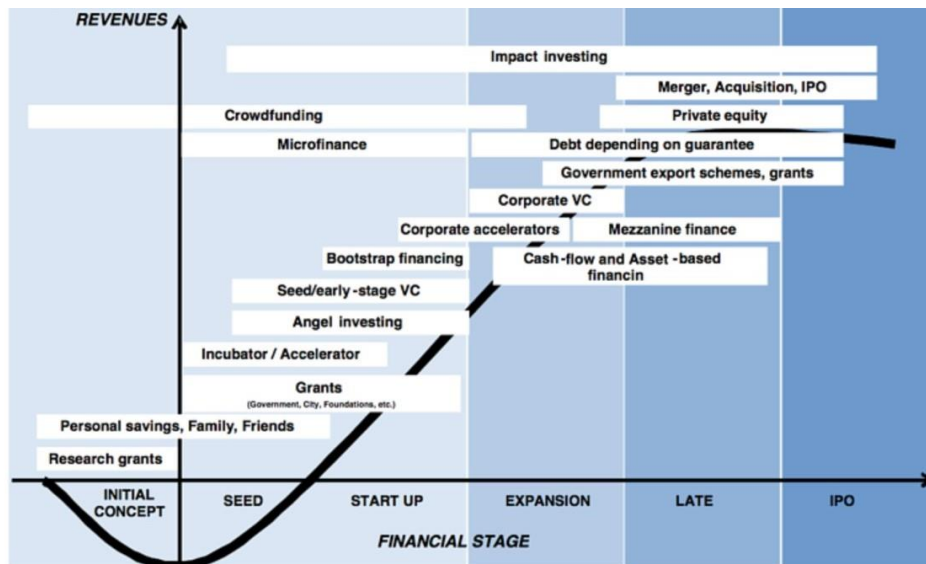 REVENUES
Impact investing
Merger, Acquisition, IPO
Crowdfunding
Private equity
Microfinance
Debt depending on guarantee
Government export schemes, grants
Corporate VC
Corporate accelerators
Mezzanine finance
Bootstrap financing
Cash-flow and Asset -based
financin
Seed/early-stage VC
Angel investing
Incubator / Accelerator
Grants
(Government, City, Foundations, etc.)
Personal savings, Family, Friends
Research grants
INITIAL
CONCEPT
SEED
START UP
EXPANSION
LATE
IPO
FINANCIAL STAGE